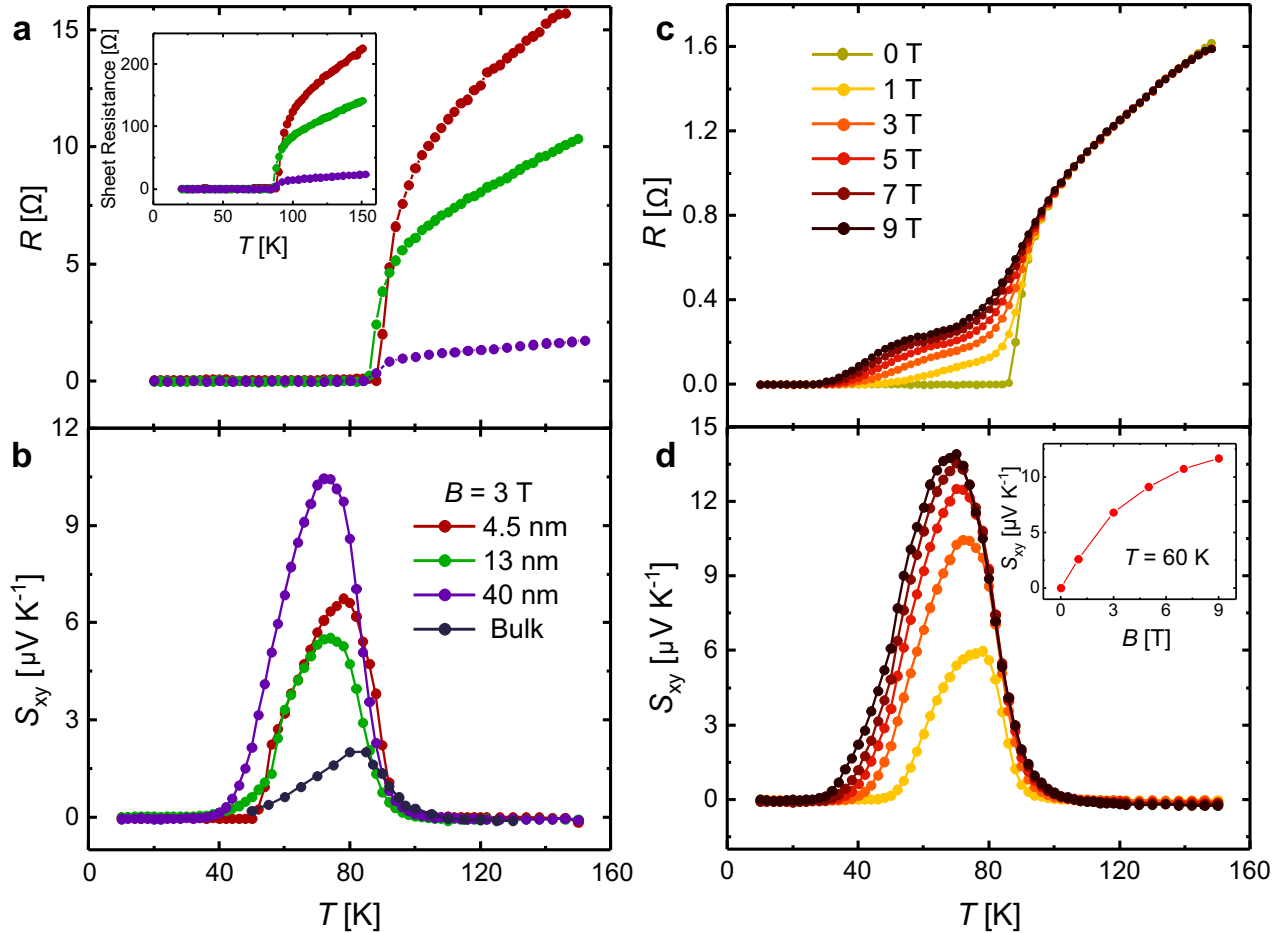 a
15
10
5
0
R [Ω]
200
100
0
Sheet Resistance [Ω]
0 50 100 150
T [K]
b
12
9
6
3
0
Sxy [µV K-1]
B = 3 T
4.5 nm
13 nm
40 nm
Bulk
0 40 80 120 160
T [K]
c
1.6
1.2
0.8
0.4
0.0
R [Ω]
0 T
1 T
3 T
5 T
7 T
9 T
d
15
12
9
6
3
0
Sxy [µV K-1]
10
5
0
Sxy [µV K-1]
T = 60 K
0 3 6 9
B [T]
0 40 80 120 160
T [K]